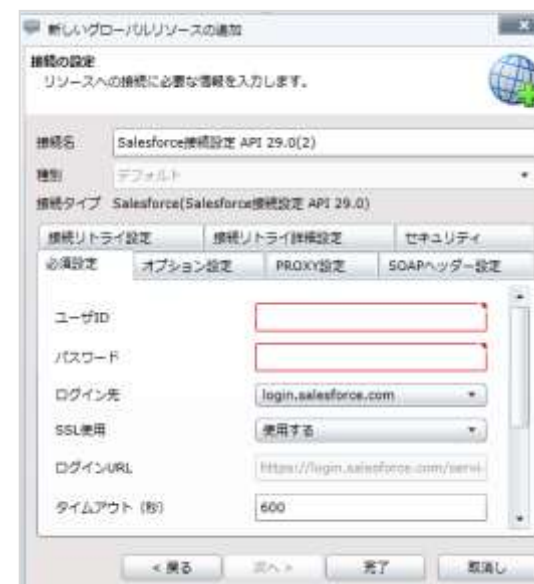 新しいグローバルリソースの追加
接続の設定
リソースへの接続に必要な情報を入力します。
接続名 Salesforce接続設定 API 29.0(2)
種別 デフォルト
接続タイプ Salesforce(Salesforce接続設定 API 29.0)
接続リトライ設定 接続リトライ詳細設定 セキュリティ
必須設定 オプション設定 PROXY設定 SOAPヘッダー設定
ユーザID
パスワード
ログイン先 login.salesforce.com
SSL使用 使用する
ログインURL https://login.salesforce.com/servi
タイムアウト (秒) 600
< 戻る 次へ > 完了 取消し